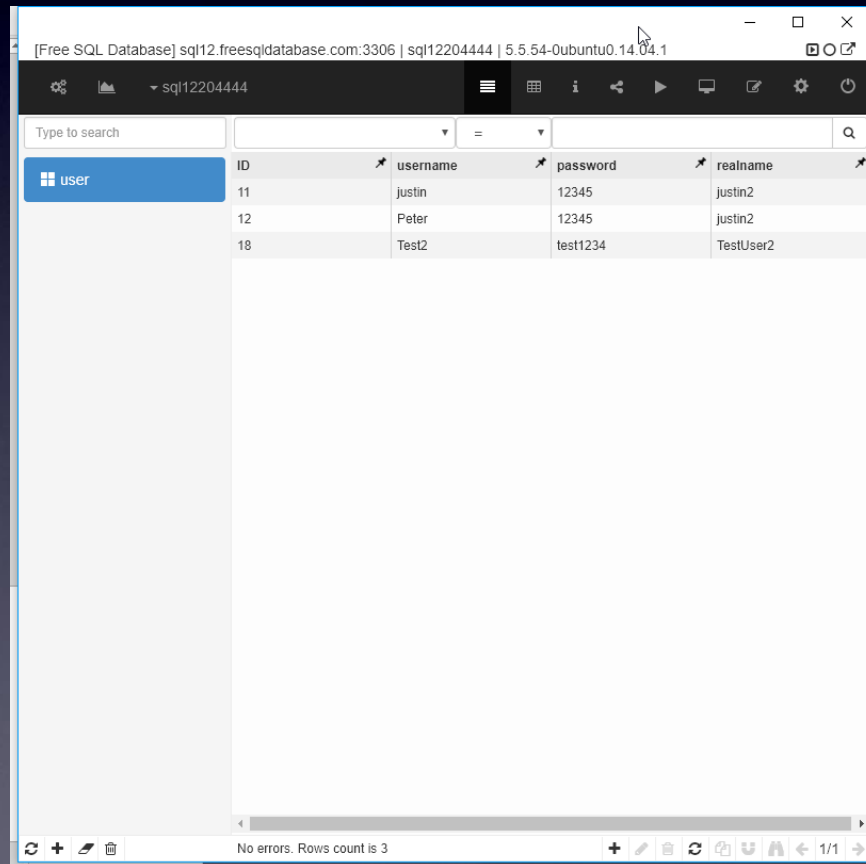 [Free SQL Database] sql12.freesqldatabase.com:3306 | sql12204444 | 5.5.54-0ubuntu0.14.04.1
sql12204444
Type to search
=
user
ID username password realname
11 justin 12345 justin2
12 Peter 12345 justin2
18 Test2 test1234 TestUser2
No errors. Rows count is 3
1/1